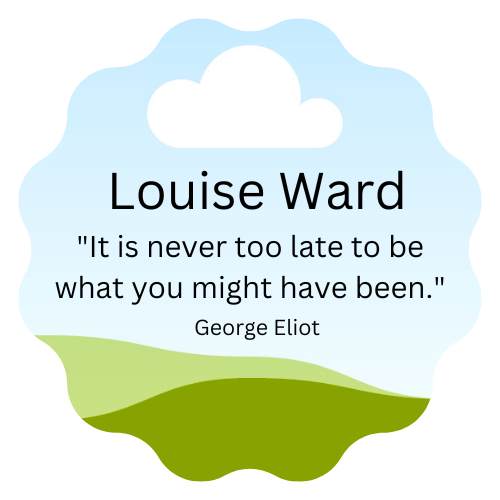 Louise Ward
"It is never too late to be
what you might have been."
George Eliot